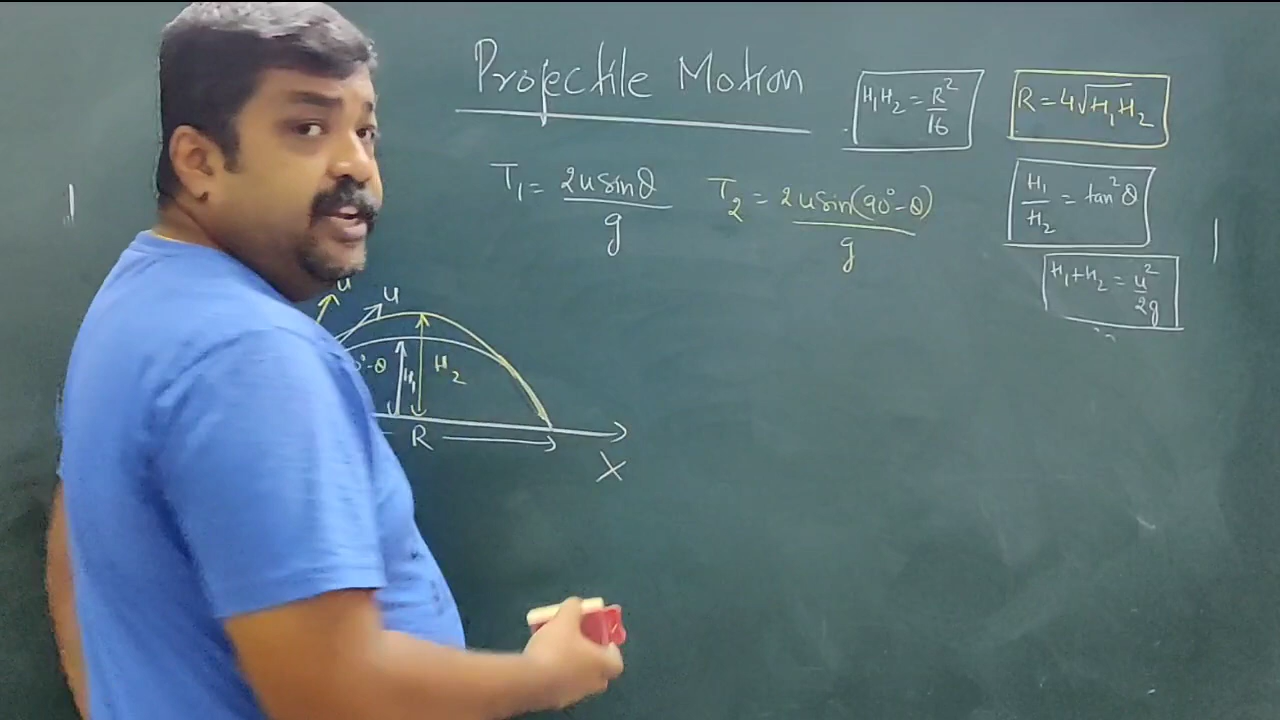 Projectile Motion
H₁H₂ = R²/16
R = 4√H₁H₂
T₁ = 2usinθ/g
T₂ = 2usin(90°-θ)/g
H₁/H₂ = tan²θ
H₁+H₂ = u²/2g
u
u
°-θ
H₁
H₂
R
X